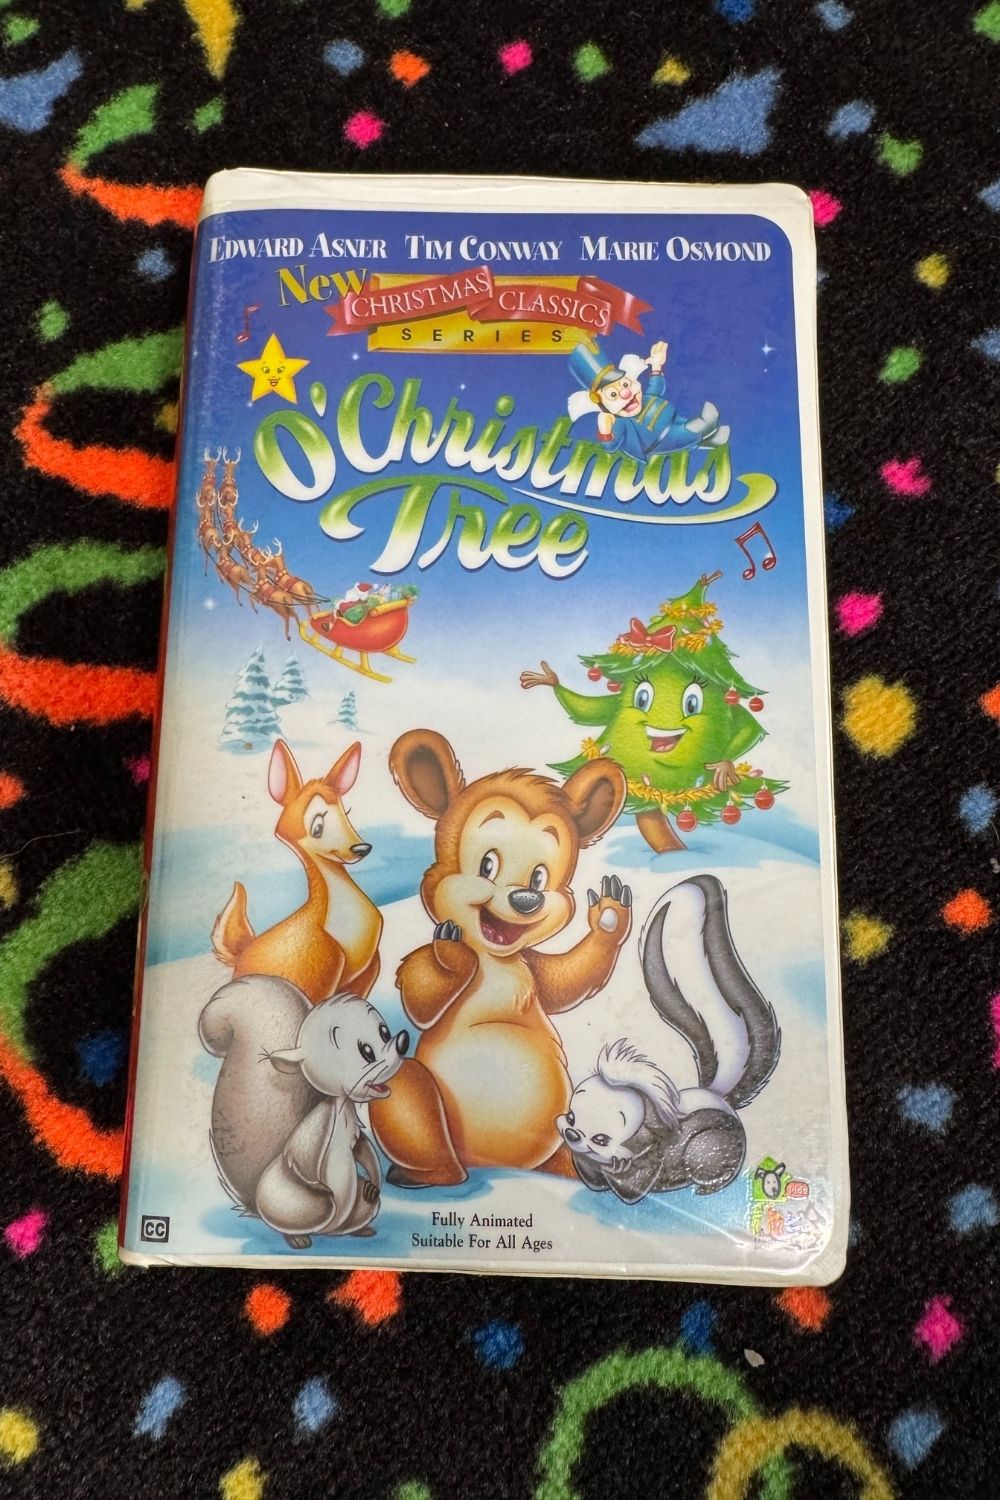 EDWARD ASNER TIM CONWAY MARIE OSMOND
New CHRISTMAS CLASSICS
SERIES
O'Christmas
Tree
CC
Fully Animated
Suitable For All Ages